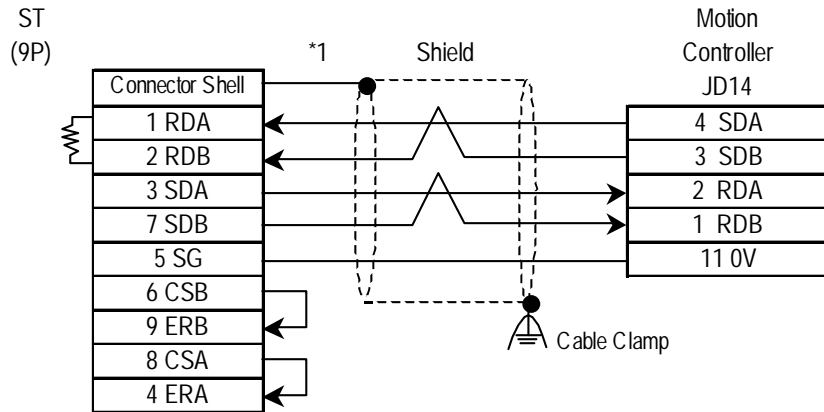 ST
(9P)
*1
Shield
Motion
Controller
JD14
Connector Shell
1 RDA
2 RDB
3 SDA
7 SDB
5 SG
6 CSB
9 ERB
8 CSA
4 ERA
4 SDA
3 SDB
2 RDA
1 RDB
11 0V
Cable Clamp